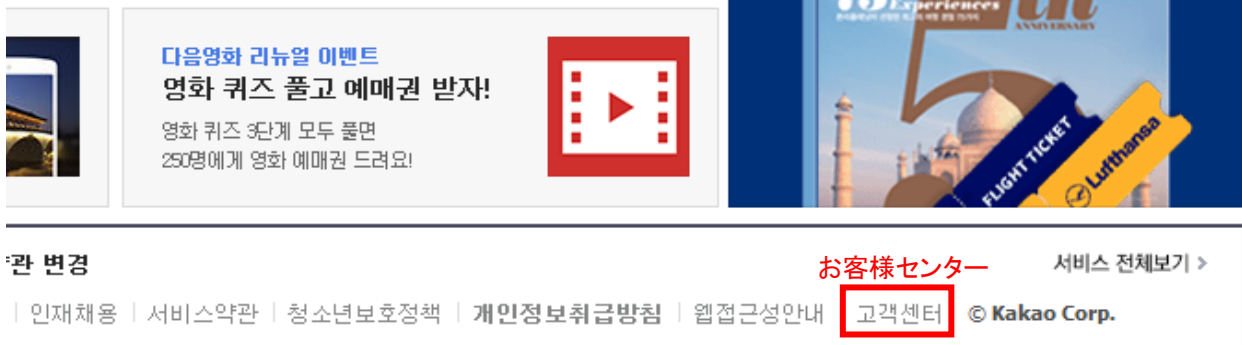 다음영화 리뉴얼 이벤트
영화 퀴즈 풀고 예매권 받자!
영화 퀴즈 3단계 모두 풀면
250명에게 영화 예매권 드려요!
Experiences
th
ANNIVERSARY
5
FLIGHT TICKET
Lufthansa
관 변경
お客様センター
서비스 전체보기 >
인재채용 | 서비스약관 | 청소년보호정책 | 개인정보취급방침 | 웹접근성안내
고객센터
© Kakao Corp.